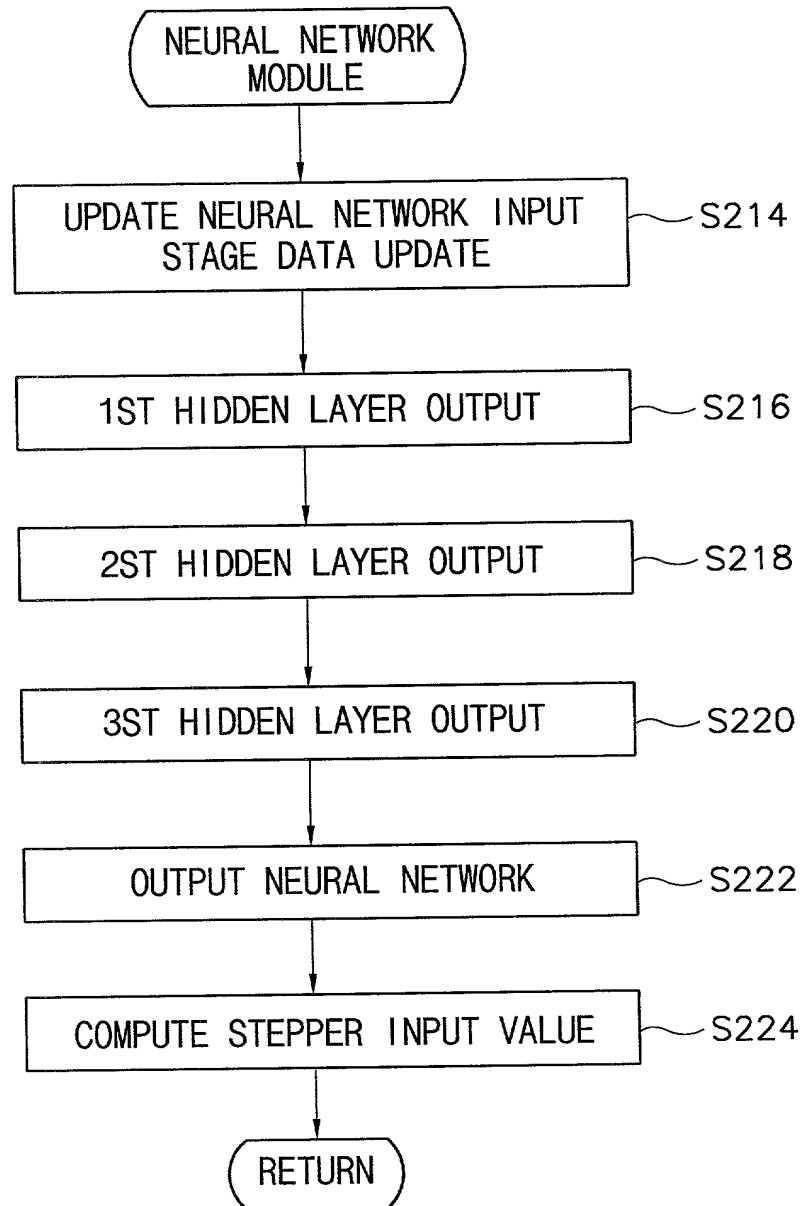 NEURAL NETWORK
MODULE
UPDATE NEURAL NETWORK INPUT
STAGE DATA UPDATE
S214
1ST HIDDEN LAYER OUTPUT
S216
2ST HIDDEN LAYER OUTPUT
S218
3ST HIDDEN LAYER OUTPUT
S220
OUTPUT NEURAL NETWORK
S222
COMPUTE STEPPER INPUT VALUE
S224
RETURN